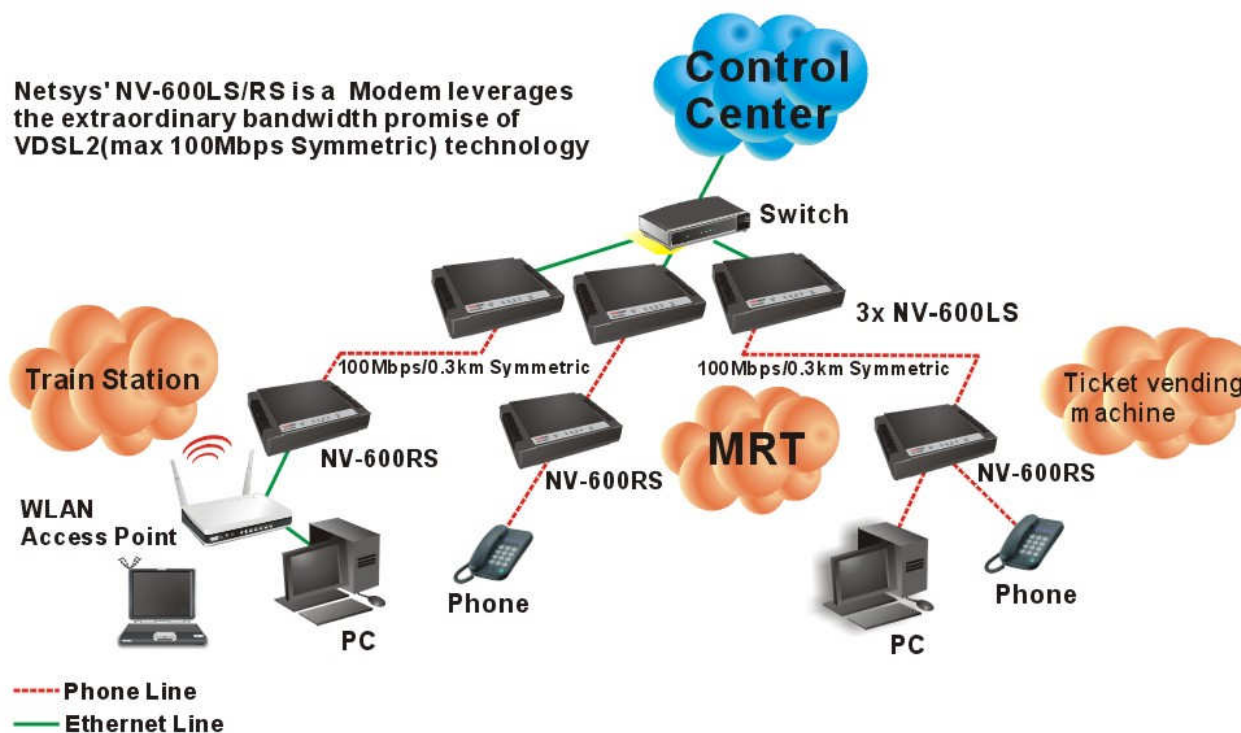 Netsys' NV-600LS/RS is a Modem leverages
the extraordinary bandwidth promise of
VDSL2(max 100Mbps Symmetric) technology
Control
Center
Switch
3x NV-600LS
100Mbps/0.3km Symmetric
100Mbps/0.3km Symmetric
Train Station
Ticket vending
machine
NV-600RS
NV-600RS
MRT
NV-600RS
WLAN
Access Point
PC
Phone
PC
Phone
Phone Line
Ethernet Line